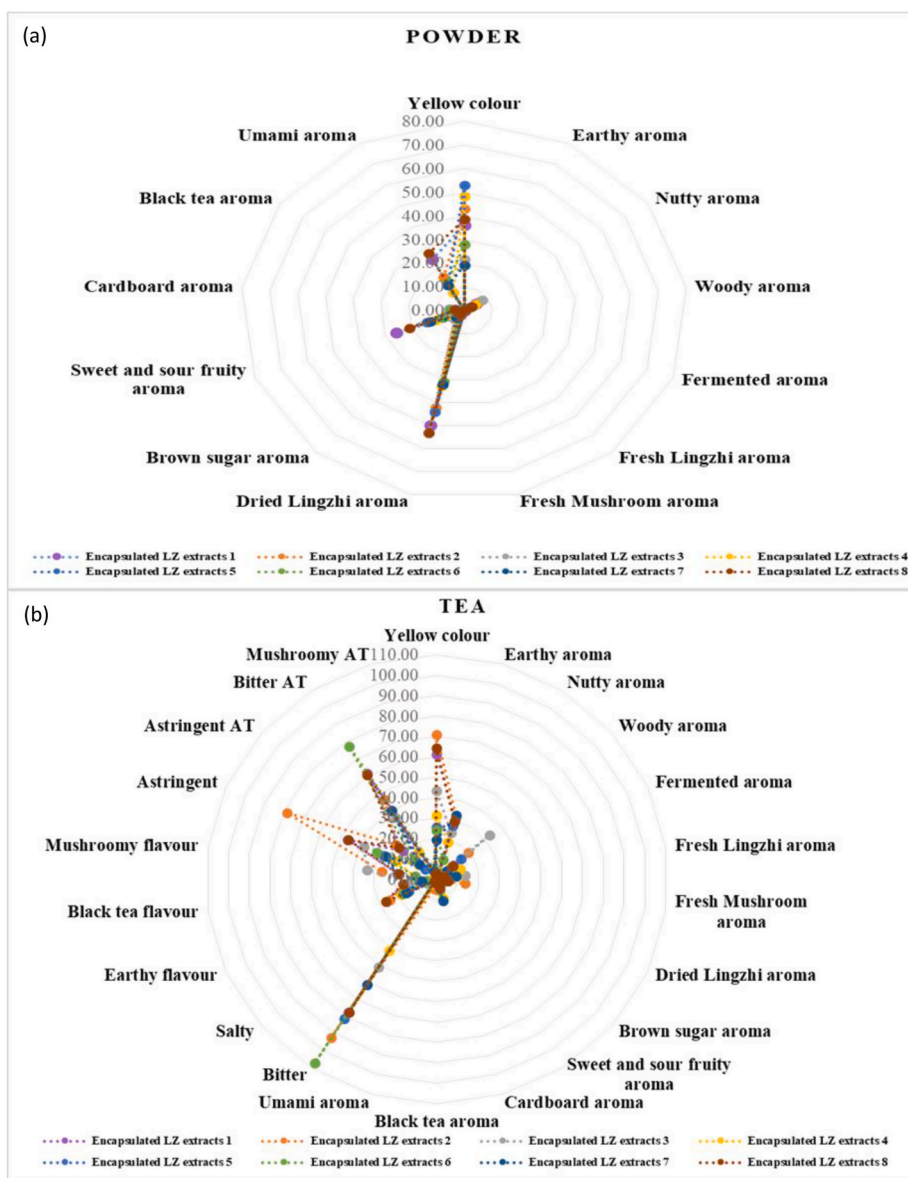 (a)
POWDER
Yellow colour
80.00
Umami aroma
Earthy aroma
70.00
60.00
Black tea aroma
Nutty aroma
50.00
40.00
30.00
20.00
Cardboard aroma
Woody aroma
10.00
0.00
Sweet and sour fruity
aroma
Fermented aroma
Brown sugar aroma
Fresh Lingzhi aroma
Dried Lingzhi aroma
Fresh Mushroom aroma
Encapsulated LZ extracts 1
Encapsulated LZ extracts 2
Encapsulated LZ extracts 3
Encapsulated LZ extracts 4
Encapsulated LZ extracts 5
Encapsulated LZ extracts 6
Encapsulated LZ extracts 7
Encapsulated LZ extracts 8
(b)
TEA
Yellow colour
Mushroomy AT
110.00
Earthy aroma
100.00
Bitter AT
Nutty aroma
90.00
80.00
Astringent AT
Woody aroma
70.00
60.00
Astringent
Fermented aroma
50.00
40.00
30.00
Mushroomy flavour
Fresh Lingzhi aroma
Black tea flavour
Fresh Mushroom
aroma
Earthy flavour
Dried Lingzhi aroma
Salty
Brown sugar aroma
Bitter
Sweet and sour fruity
aroma
Umami aroma
Cardboard aroma
Black tea aroma
Encapsulated LZ extracts 1
Encapsulated LZ extracts 2
Encapsulated LZ extracts 3
Encapsulated LZ extracts 4
Encapsulated LZ extracts 5
Encapsulated LZ extracts 6
Encapsulated LZ extracts 7
Encapsulated LZ extracts 8